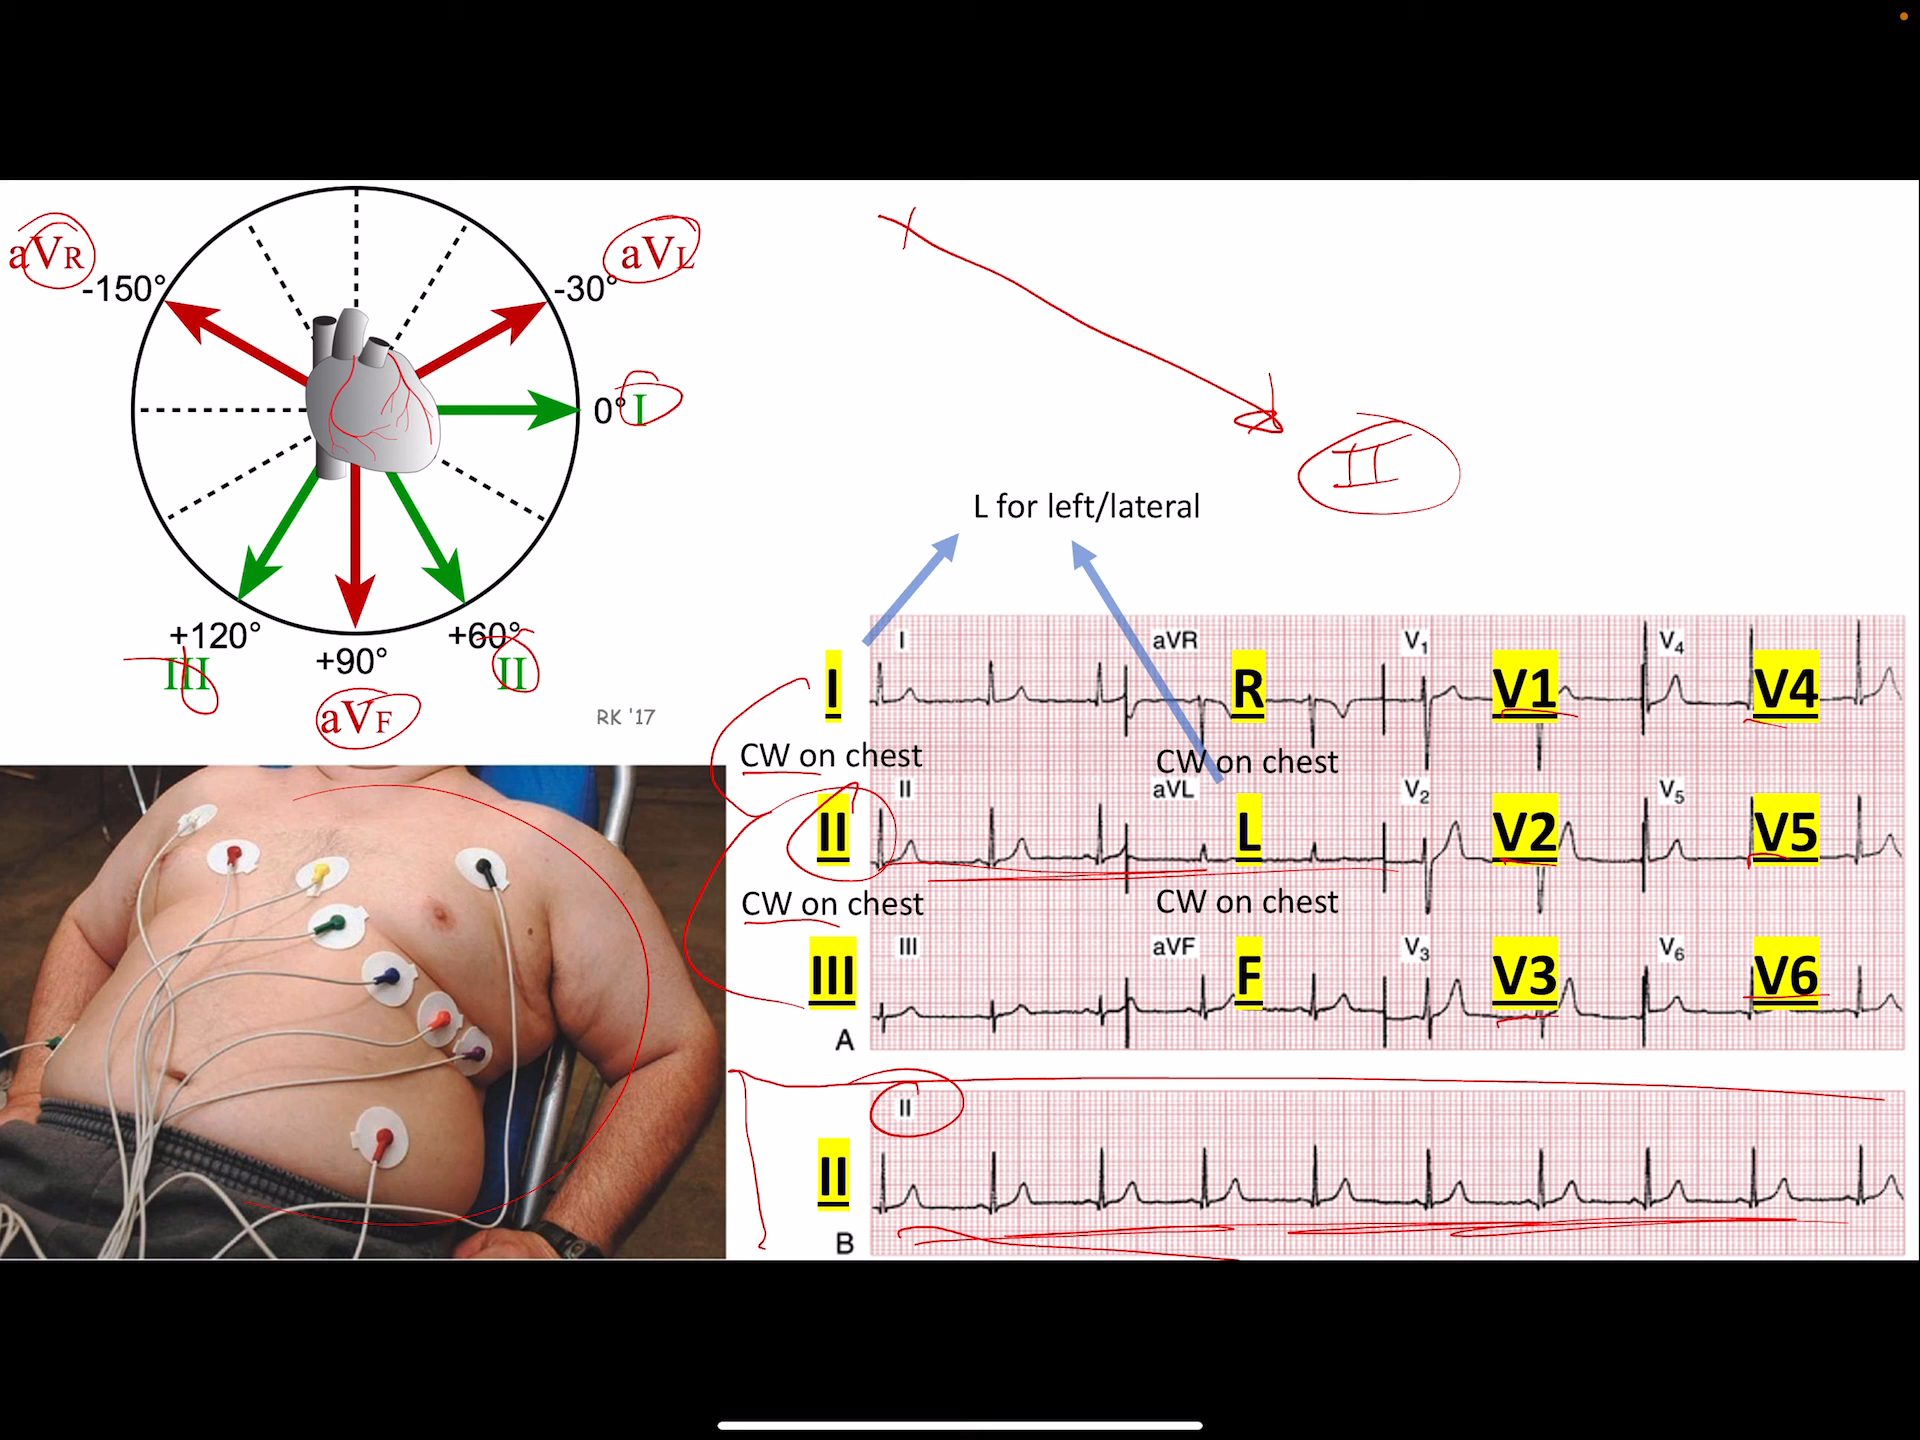 aVR
aVL
-150°
-30°
0° I
+120°
III
+90°
aVF
+60°
II
RK '17
II
L for left/lateral
I
I
aVR
R
V1
V1
V4
V4
CW on chest
CW on chest
II
II
aVL
L
V2
V2
V5
V5
CW on chest
CW on chest
III
III
aVF
F
V3
V3
V6
V6
A
II
II
B